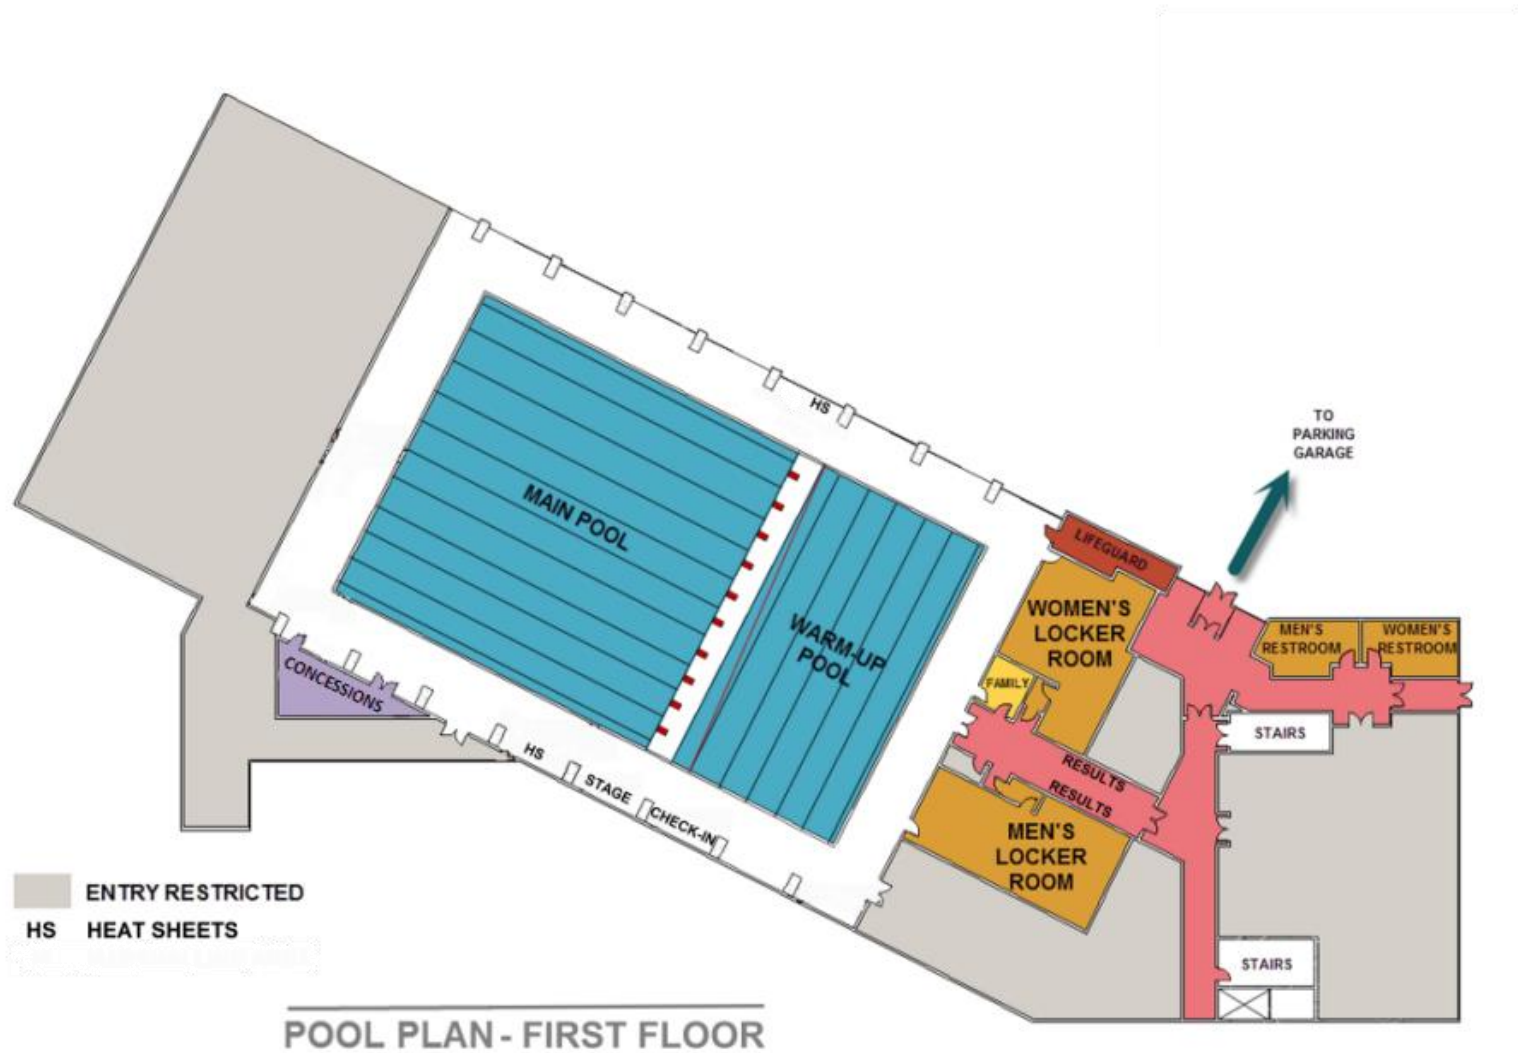 TO
PARKING
GARAGE
HS
MAIN POOL
WARM-UP
POOL
LIFEGUARD
WOMEN'S
LOCKER
ROOM
FAMILY
MEN'S
RESTROOM
WOMEN'S
RESTROOM
STAIRS
RESULTS
RESULTS
MEN'S
LOCKER
ROOM
CONCESSIONS
HS
STAGE
CHECK-IN
STAIRS
ENTRY RESTRICTED
HS HEAT SHEETS
POOL PLAN - FIRST FLOOR